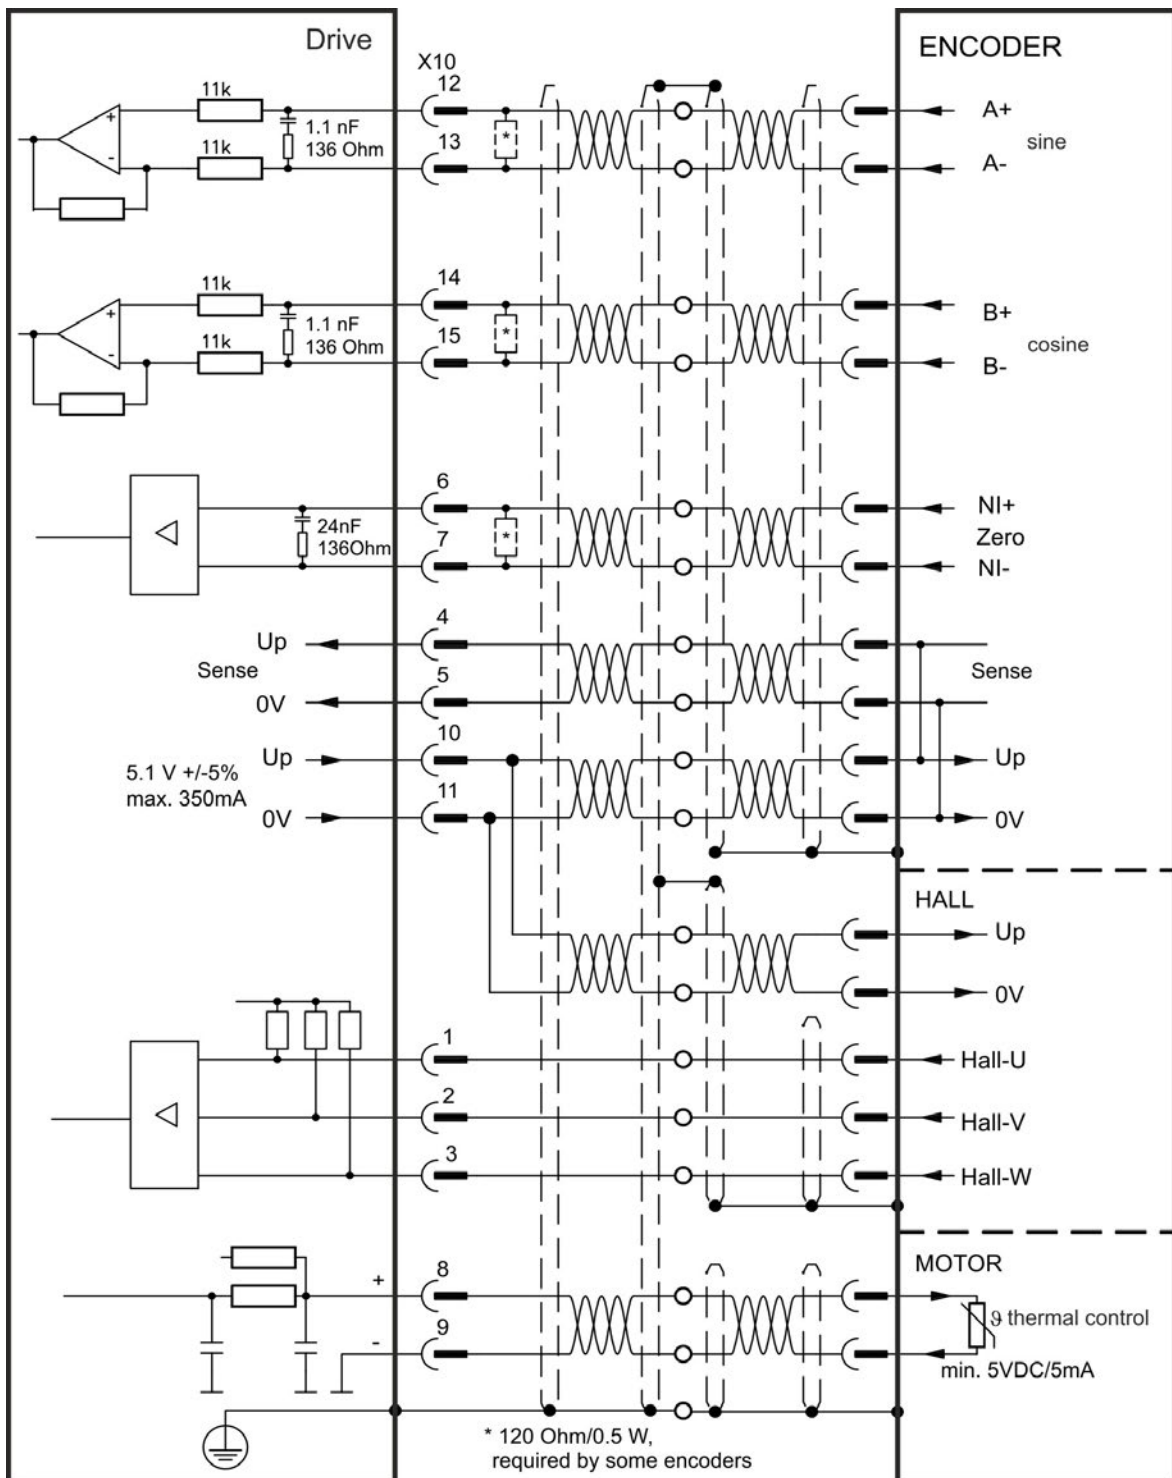 Drive
X10
ENCODER
11k
12
A+
1.1 nF
136 Ohm
*
sine
11k
13
A-
11k
14
B+
1.1 nF
136 Ohm
*
cosine
11k
15
B-
6
NI+
24nF
136Ohm
*
Zero
7
NI-
Up
4
Sense
Sense
0V
5
Up
10
Up
5.1 V +/-5%
max. 350mA
0V
11
0V
HALL
Up
0V
1
Hall-U
2
Hall-V
3
Hall-W
MOTOR
+
8
ϑ thermal control
-
9
min. 5VDC/5mA
* 120 Ohm/0.5 W,
required by some encoders
+
-
+
-